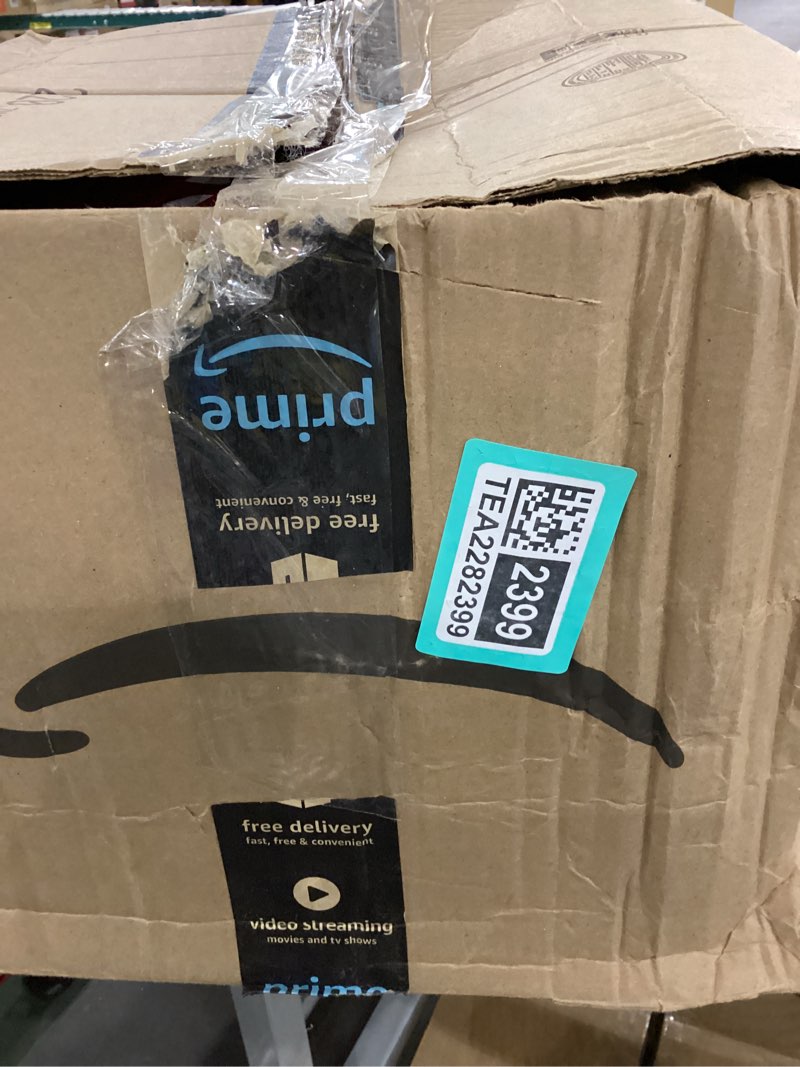 prime
fast, free & convenient
free delivery
TEA2282399
2399
free delivery
fast, free & convenient
video streaming
movies and tv shows
prime